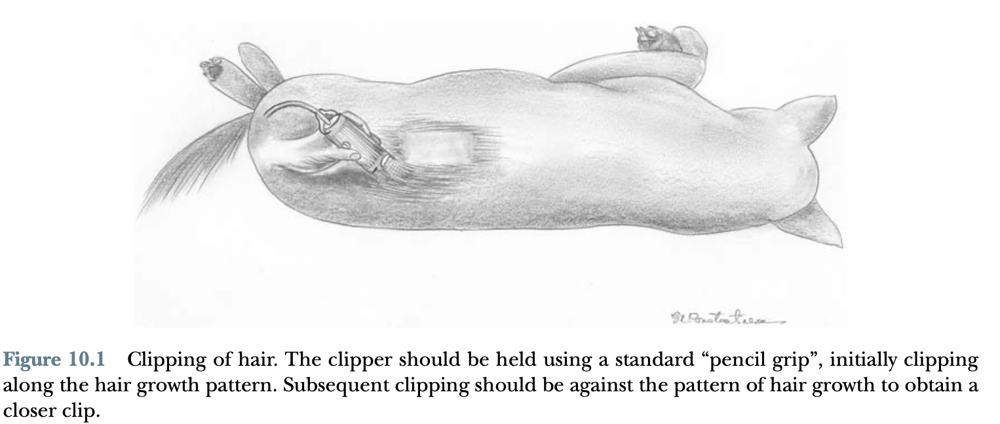 Figure 10.1 Clipping of hair. The clipper should be held using a standard “pencil grip”, initially clipping
along the hair growth pattern. Subsequent clipping should be against the pattern of hair growth to obtain a
closer clip.